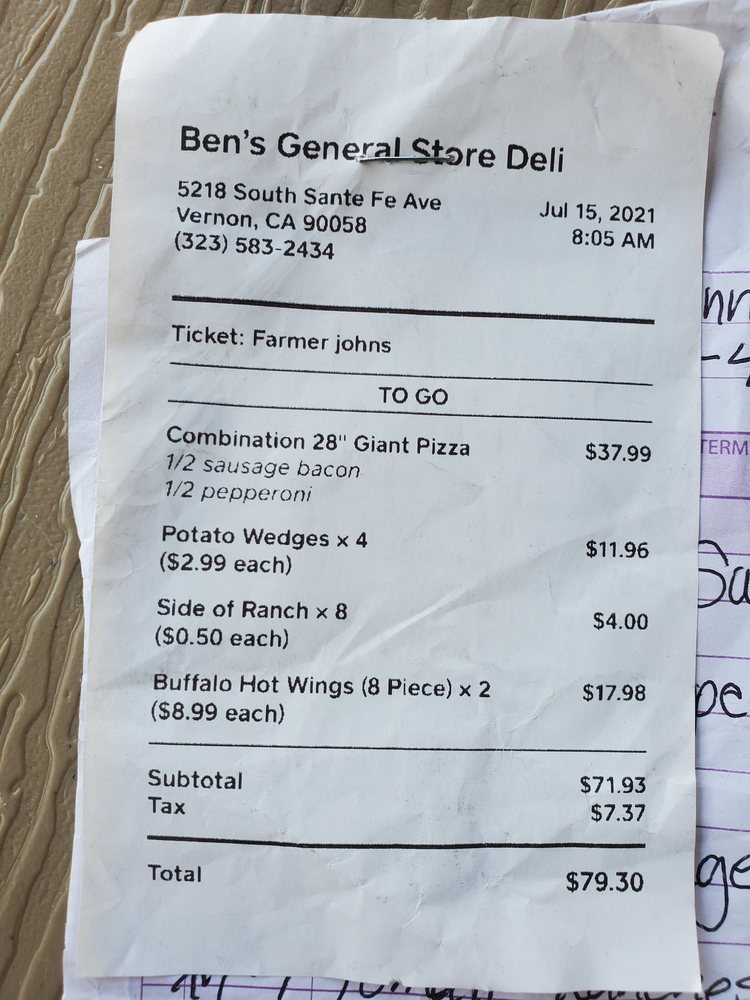 Ben's General Store Deli
5218 South Sante Fe Ave
Vernon, CA 90058
(323) 583-2434
Jul 15, 2021
8:05 AM
Ticket: Farmer johns
TO GO
Combination 28" Giant Pizza $37.99
1/2 sausage bacon
1/2 pepperoni
Potato Wedges x 4 $11.96
($2.99 each)
Side of Ranch x 8 $4.00
($0.50 each)
Buffalo Hot Wings (8 Piece) x 2 $17.98
($8.99 each)
Subtotal $71.93
Tax $7.37
Total $79.30
TERM